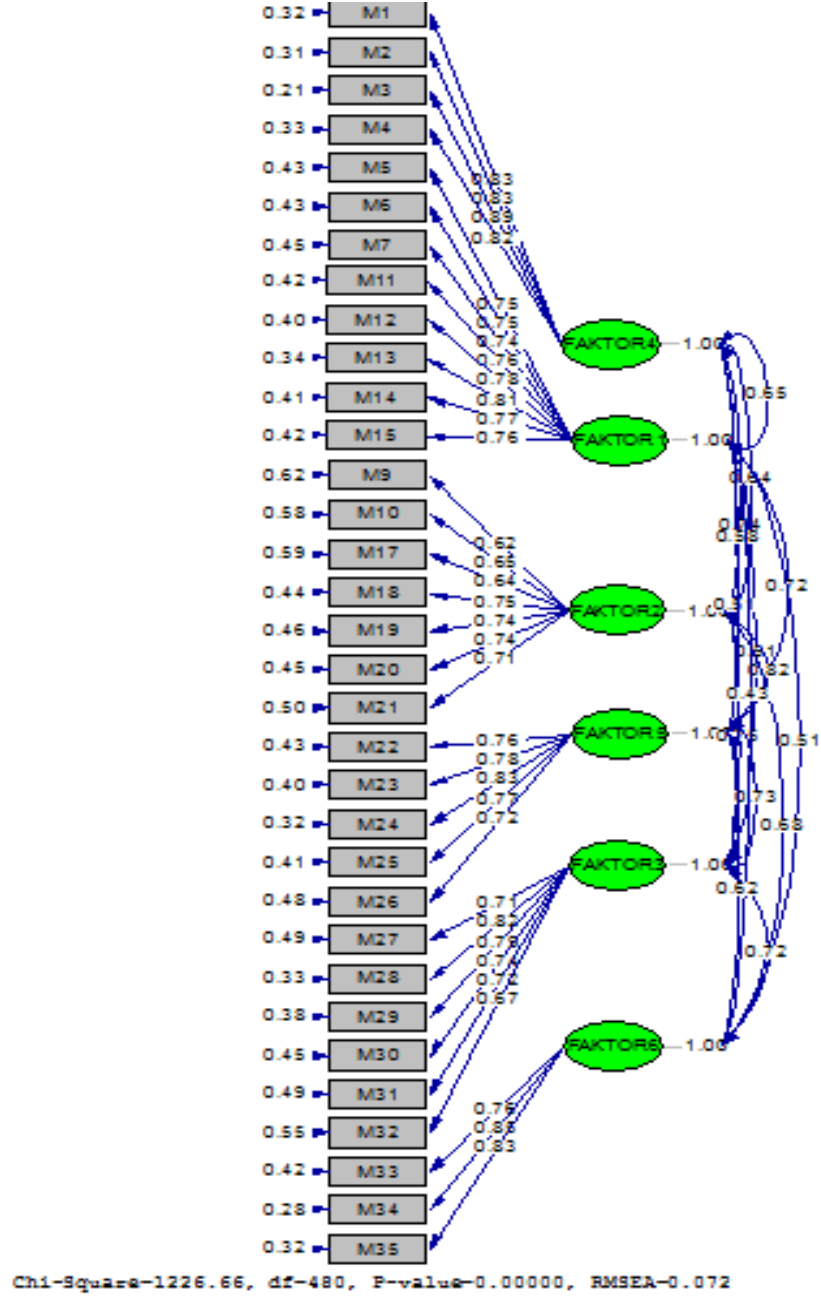 0.32 M1
0.31 M2
0.21 M3
0.33 M4
0.43 M5
0.83
0.83
0.43 M6
0.89
0.82
0.45 M7
0.42 M11
0.75
0.40 M12
0.75
0.74
FAKTOR4 1.00
0.34 M13
0.76
0.78
0.65
0.41 M14
0.81
0.77
0.42 M15
0.76
FAKTOR1 1.00
0.62 M9
0.64
0.58 M10
0.58
0.59 M17
0.62
0.65
0.64
0.44 M18
0.72
0.75
FAKTOR2
0.46 M19
0.74
0.74
0.45 M20
0.71
0.82
0.43
0.50 M21
0.43 M22
0.76
FAKTOR5
0.51
0.40 M23
0.78
0.83
0.77
0.73
0.32 M24
0.72
0.68
0.41 M25
FAKTOR3
0.62
0.48 M26
0.71
0.49 M27
0.72
0.33 M28
0.67
0.38 M29
0.45 M30
FAKTOR6 1.00
0.49 M31
0.76
0.55 M32
0.83
0.42 M33
0.28 M34
0.32 M35
Chi-Square=1226.66, df=480, P-value=0.00000, RMSEA=0.072